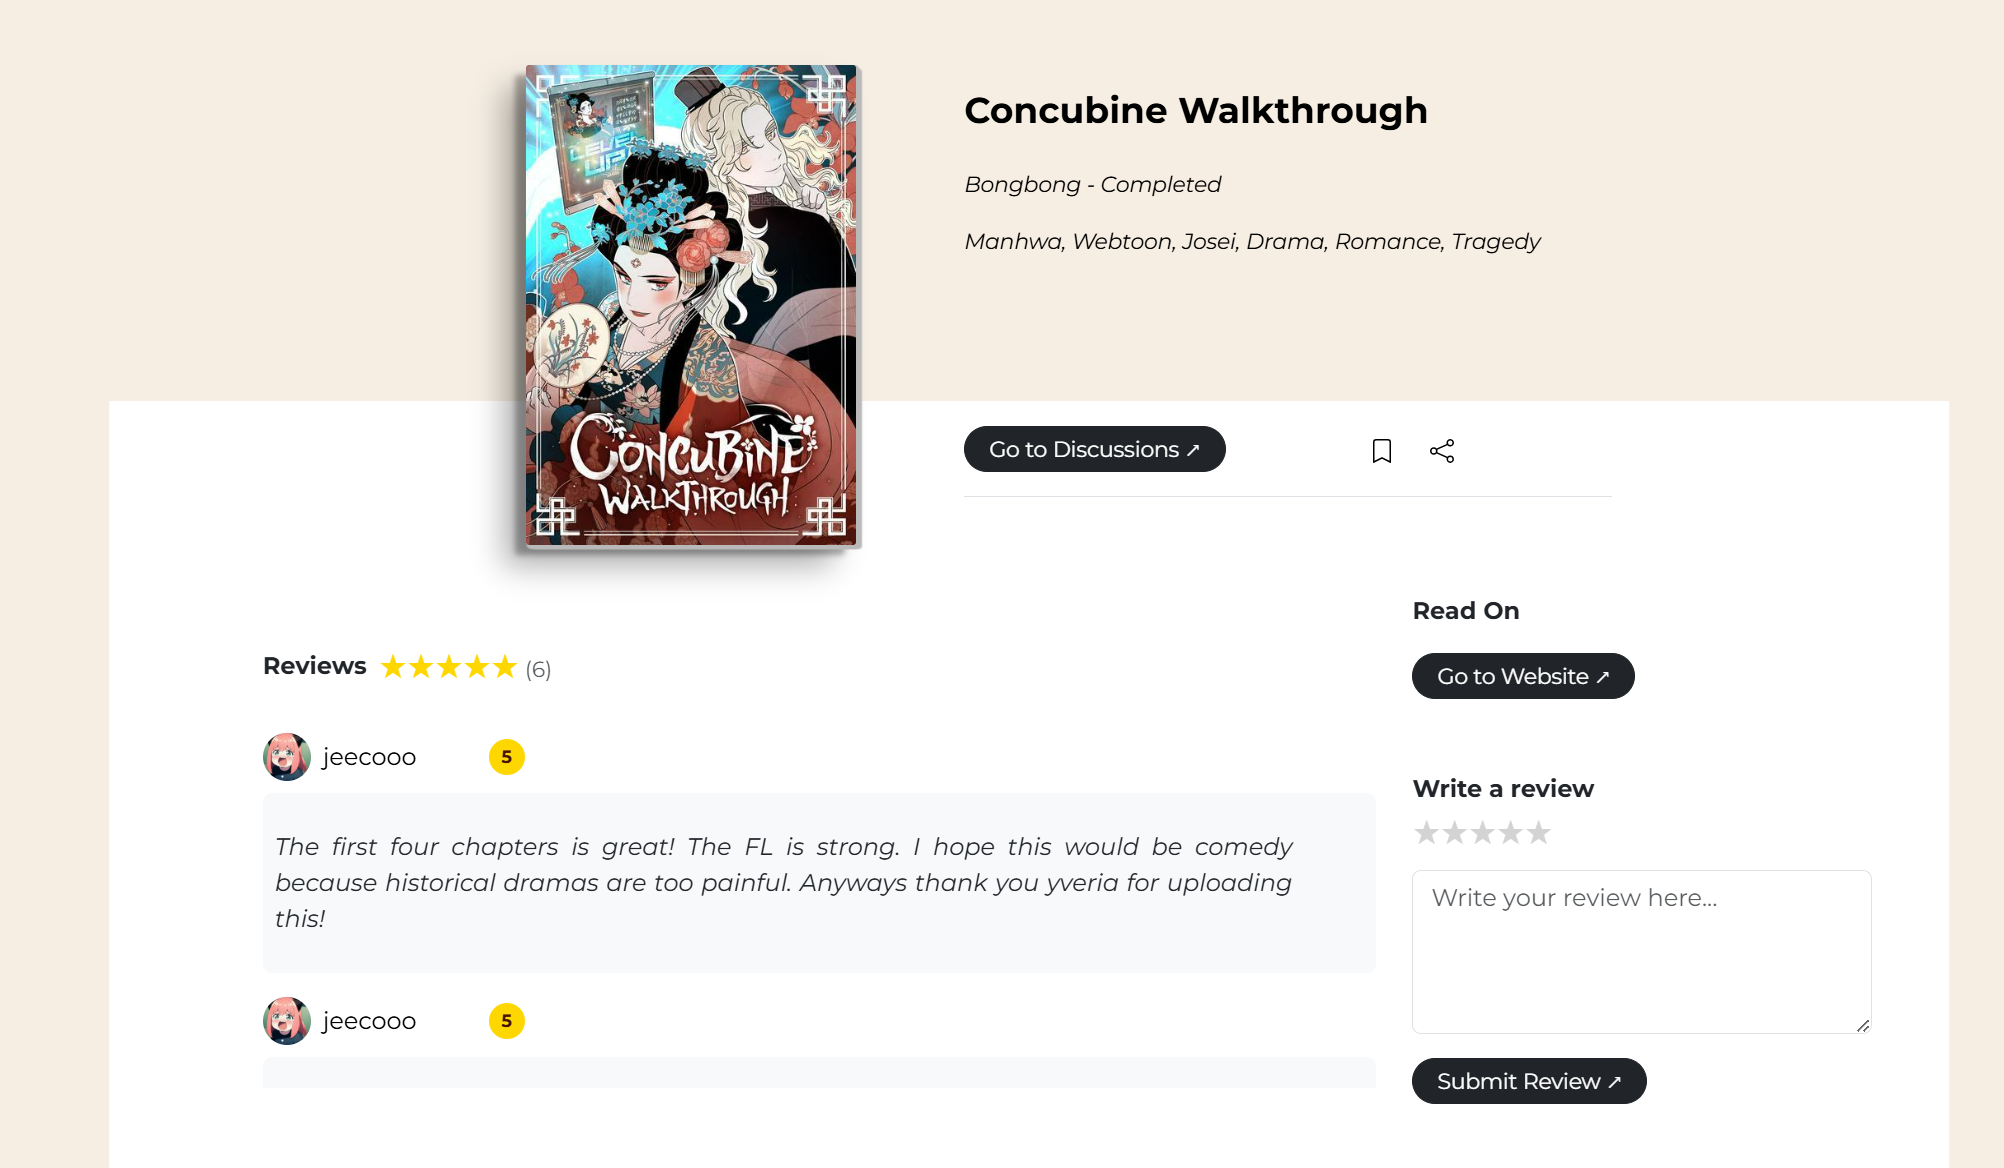 LEVEL
UP!
CONCUBINE
WALKTHROUGH
Concubine Walkthrough
Bongbong - Completed
Manhwa, Webtoon, Josei, Drama, Romance, Tragedy
Go to Discussions ↗
Reviews ★★★★★ (6)
jeecooo 5
The first four chapters is great! The FL is strong. I hope this would be comedy
because historical dramas are too painful. Anyways thank you yveria for uploading
this!
jeecooo 5
Read On
Go to Website ↗
Write a review
★★★★★
Write your review here...
Submit Review ↗